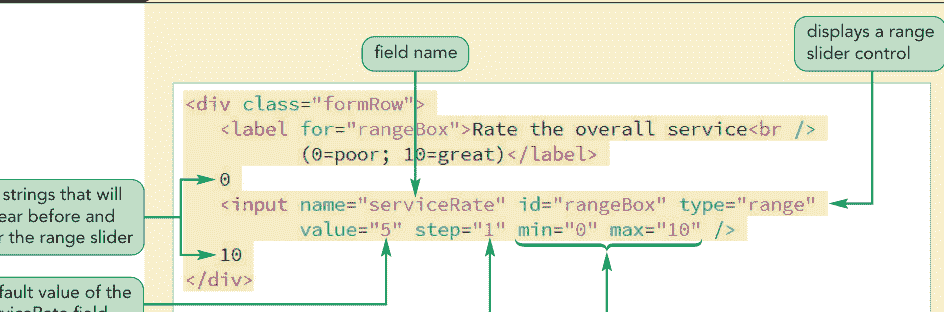 displays a range
slider control
field name
<div class="formRow">
<label for="rangeBox">Rate the overall service<br />
(0=poor; 10=great)</label>
0
strings that will
ear before and
r the range slider
<input name="serviceRate" id="rangeBox" type="range"
value="5" step="1" min="0" max="10" />
10
</div>
fault value of the
field